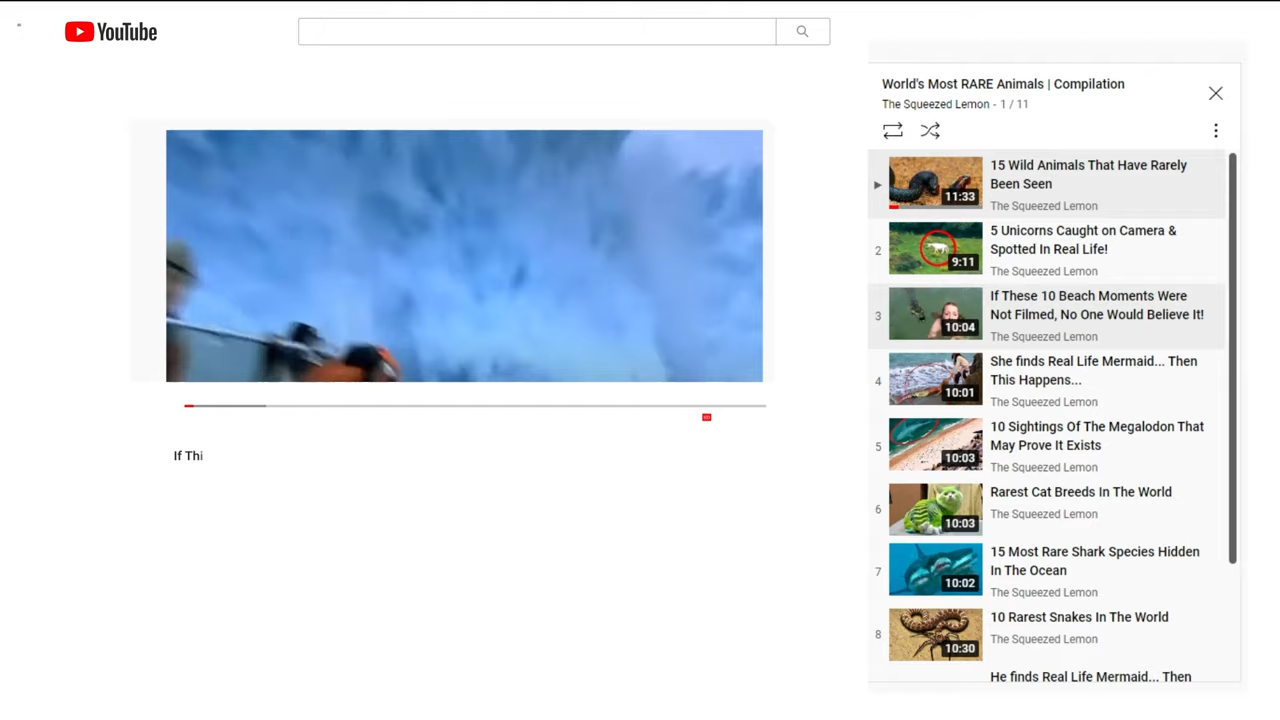 YouTube
World's Most RARE Animals | Compilation
The Squeezed Lemon - 1 / 11
15 Wild Animals That Have Rarely
Been Seen
11:33
The Squeezed Lemon
2
5 Unicorns Caught on Camera &
Spotted In Real Life!
9:11
The Squeezed Lemon
3
If These 10 Beach Moments Were
Not Filmed, No One Would Believe It!
10:04
The Squeezed Lemon
4
She finds Real Life Mermaid... Then
This Happens...
10:01
The Squeezed Lemon
5
10 Sightings Of The Megalodon That
May Prove It Exists
10:03
The Squeezed Lemon
6
Rarest Cat Breeds In The World
10:03
The Squeezed Lemon
7
15 Most Rare Shark Species Hidden
In The Ocean
10:02
The Squeezed Lemon
8
10 Rarest Snakes In The World
10:30
The Squeezed Lemon
He finds Real Life Mermaid... Then
If Thi